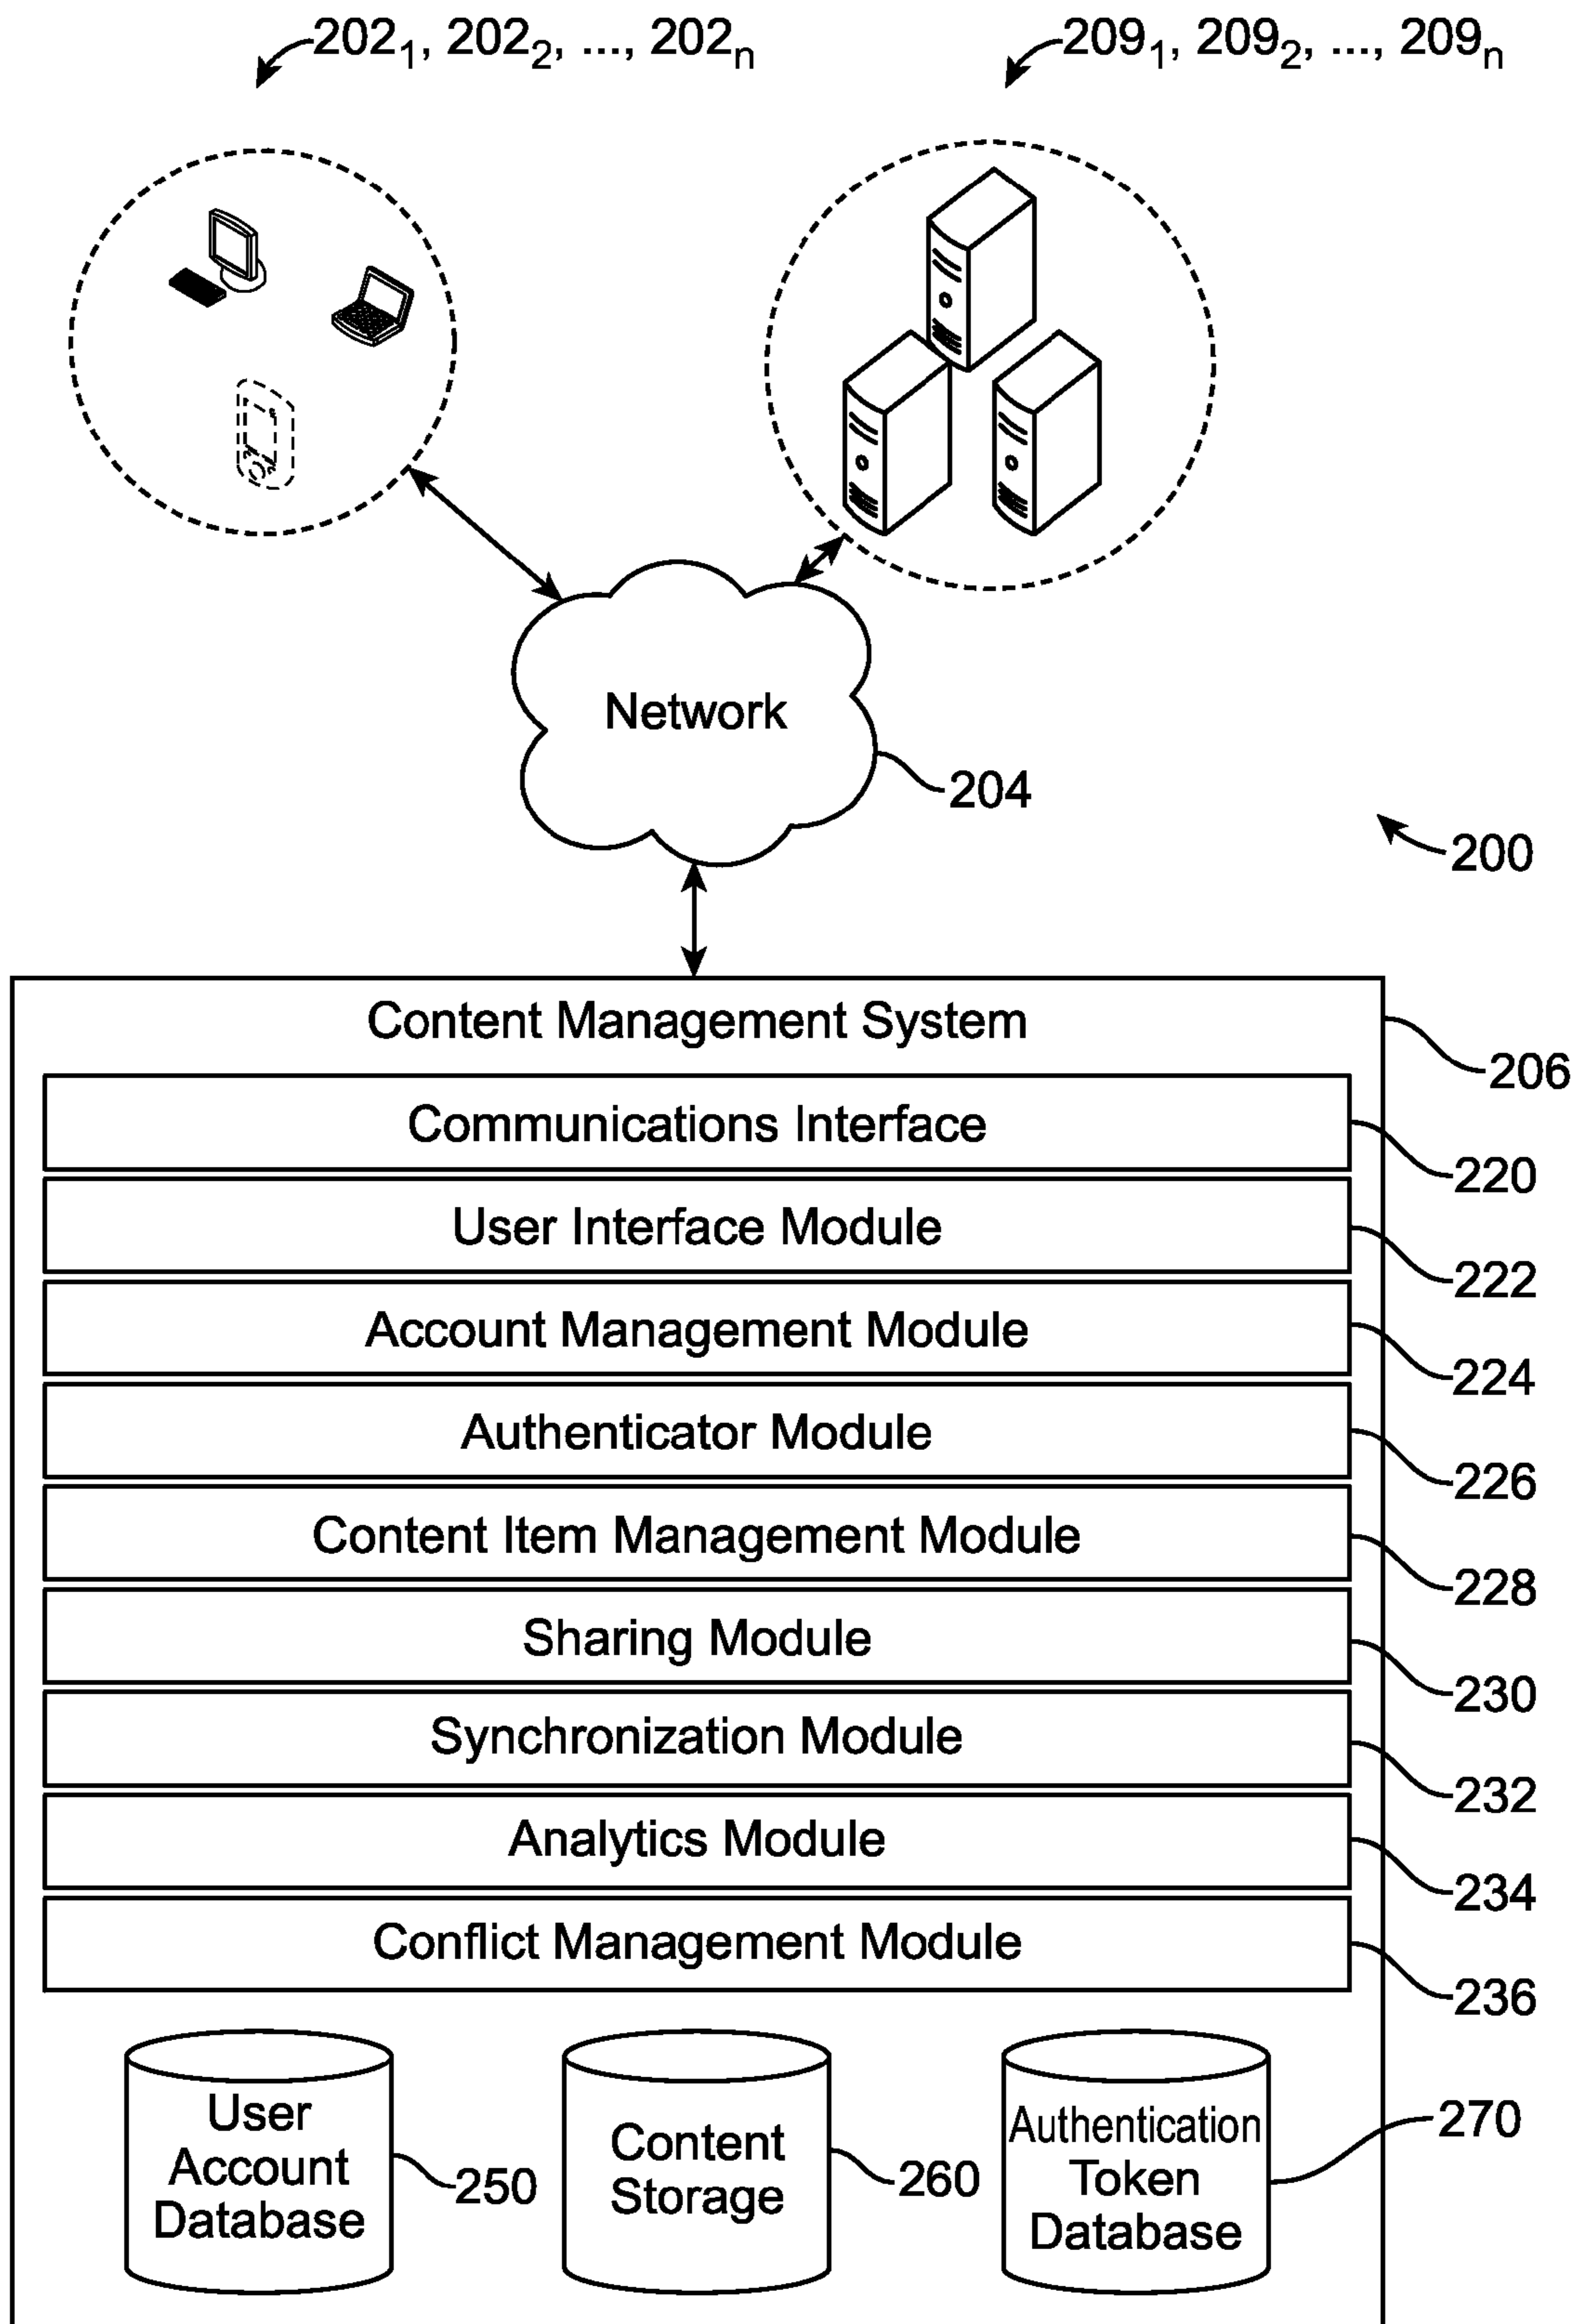 202₁, 202₂, ..., 202ₙ
209₁, 209₂, ..., 209ₙ
Network
204
200
Content Management System
206
Communications Interface
220
User Interface Module
222
Account Management Module
224
Authenticator Module
226
Content Item Management Module
228
Sharing Module
230
Synchronization Module
232
Analytics Module
234
Conflict Management Module
236
User
Account
Database
250
Content
Storage
260
Authentication
Token
Database
270